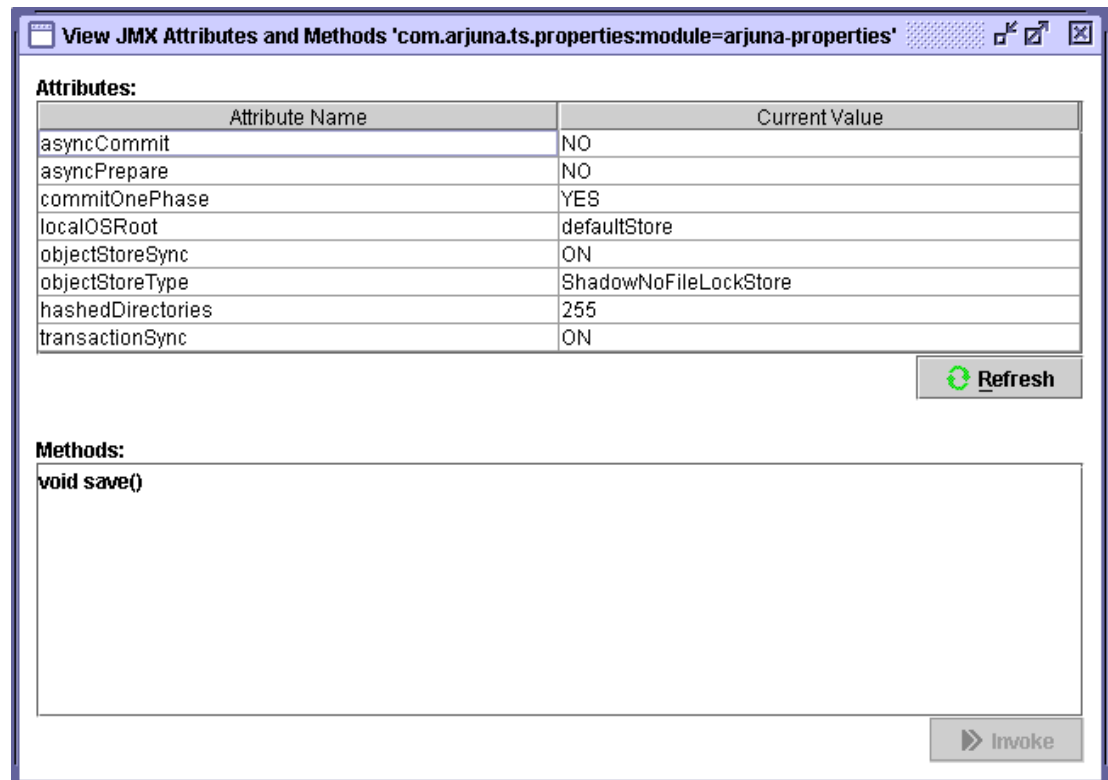 View JMX Attributes and Methods 'com.arjuna.ts.properties:module=arjuna-properties'
Attributes:
Attribute Name Current Value
asyncCommit NO
asyncPrepare NO
commitOnePhase YES
localOSRoot defaultStore
objectStoreSync ON
objectStoreType ShadowNoFileLockStore
hashedDirectories 255
transactionSync ON
Refresh
Methods:
void save()
Invoke